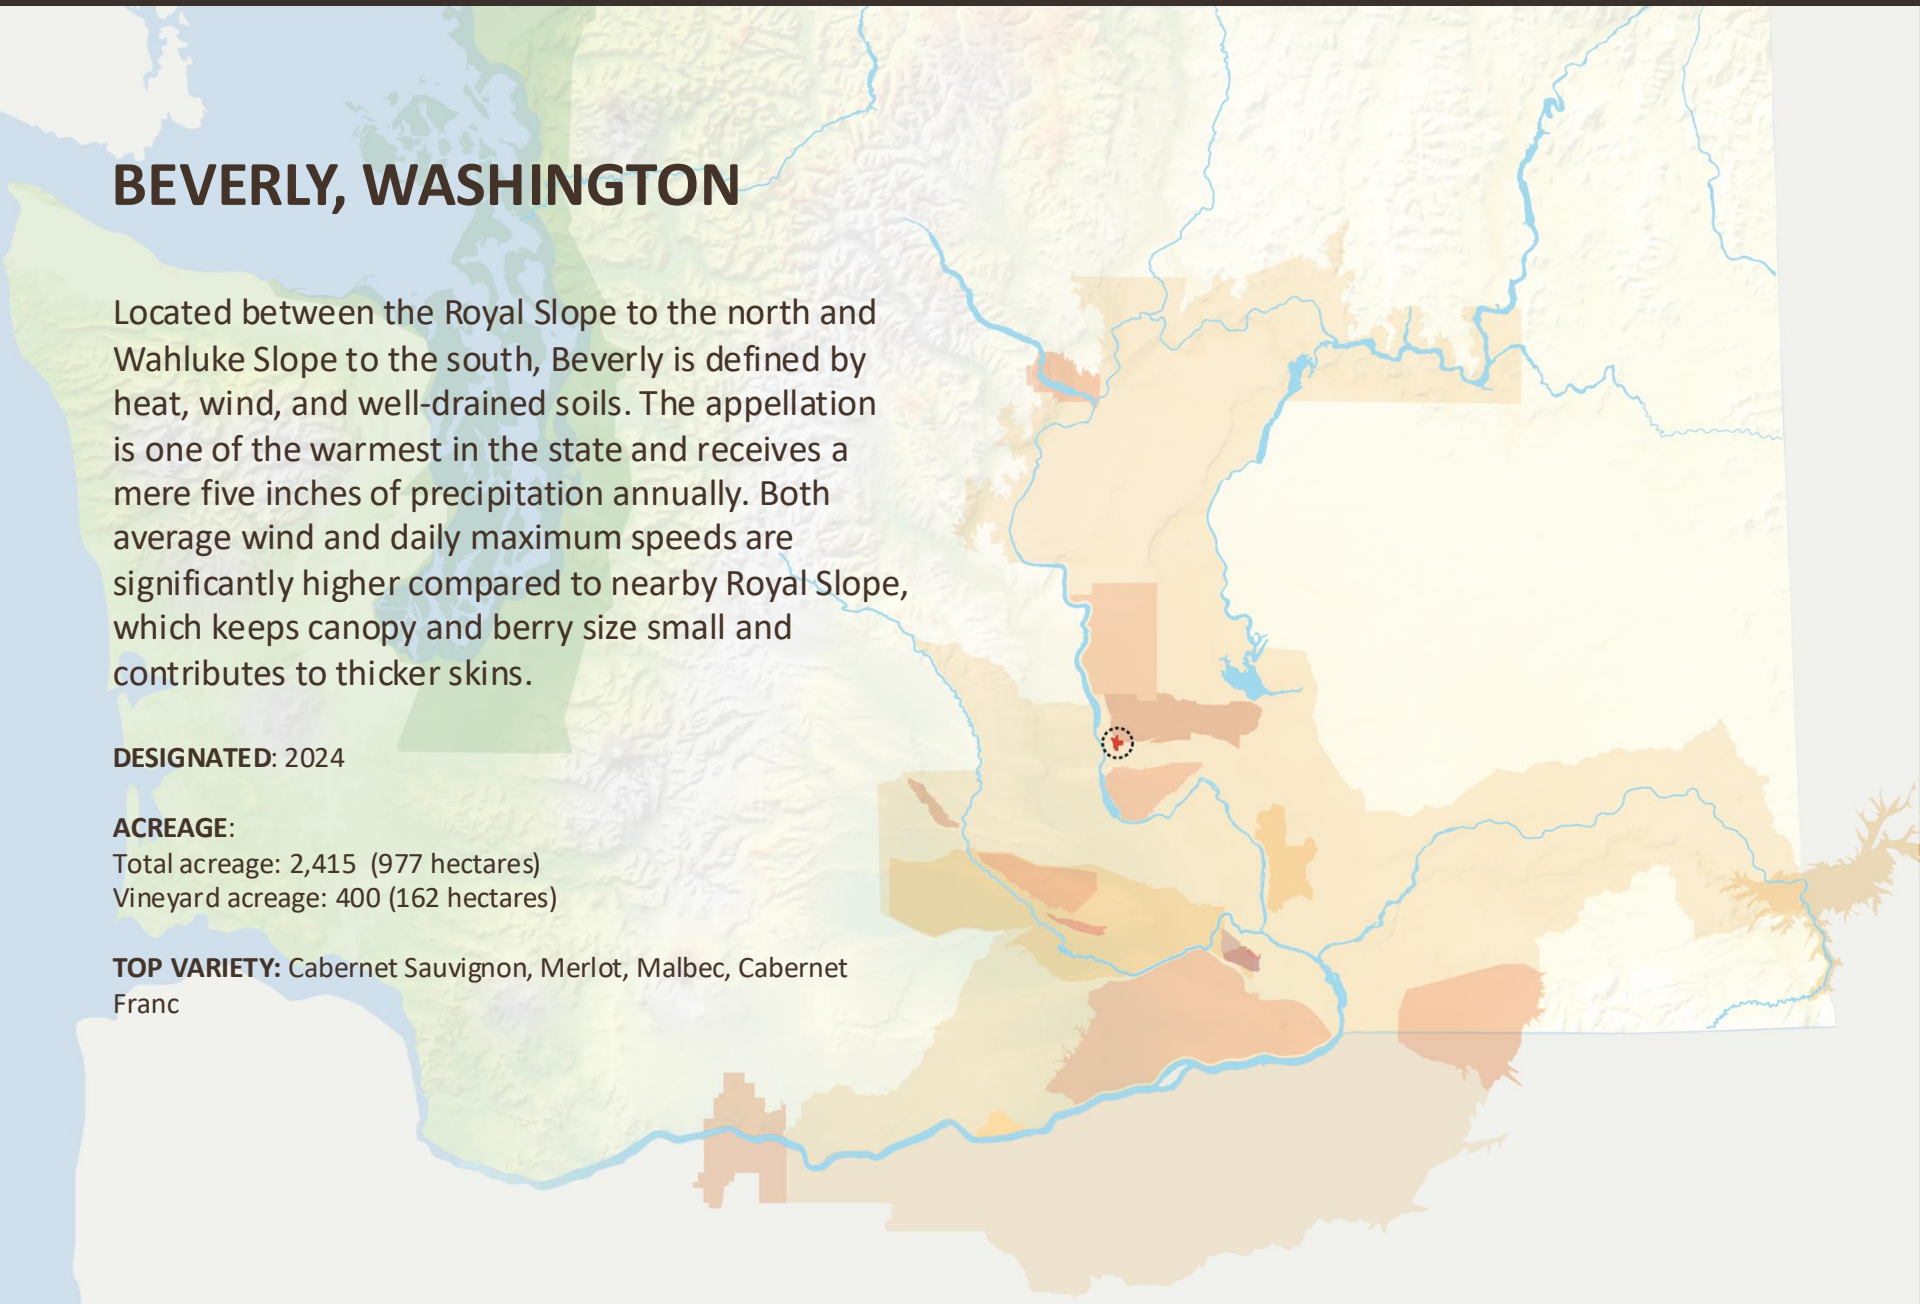 BEVERLY, WASHINGTON
Located between the Royal Slope to the north and
Wahluke Slope to the south, Beverly is defined by
heat, wind, and well-drained soils. The appellation
is one of the warmest in the state and receives a
mere five inches of precipitation annually. Both
average wind and daily maximum speeds are
significantly higher compared to nearby Royal Slope,
which keeps canopy and berry size small and
contributes to thicker skins.
DESIGNATED: 2024
ACREAGE:
Total acreage: 2,415 (977 hectares)
Vineyard acreage: 400 (162 hectares)
TOP VARIETY: Cabernet Sauvignon, Merlot, Malbec, Cabernet
Franc